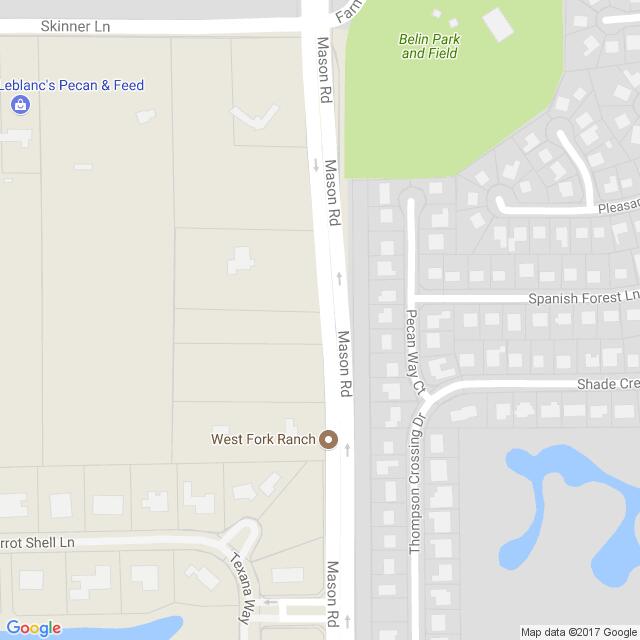 Skinner Ln
Farm
Belin Park
and Field
Leblanc's Pecan & Feed
Mason Rd
Mason Rd
Pleasan
Spanish Forest Ln
Pecan Way Ct
Mason Rd
Shade Cre
West Fork Ranch
Thompson Crossing Dr
rrot Shell Ln
Texana Way
Mason Rd
Google
Map data ©2017 Google